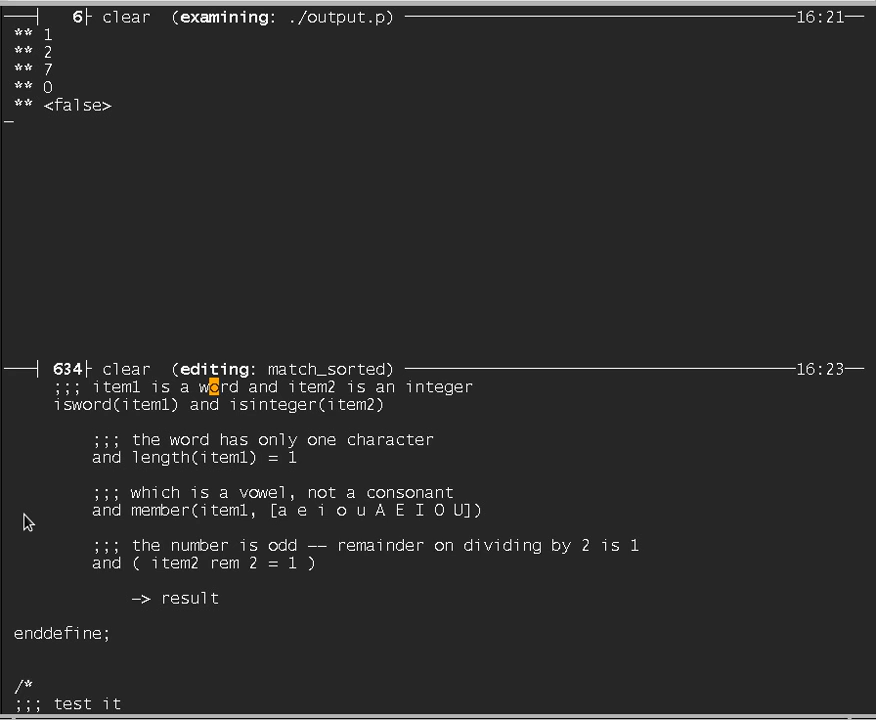 6 clear (examining: ./output.p) 16:21
** 1
** 2
** 7
** 0
** <false>
634 clear (editing: match_sorted) 16:23
;;; item1 is a word and item2 is an integer
isword(item1) and isinteger(item2)
;;; the word has only one character
and length(item1) = 1
;;; which is a vowel, not a consonant
and member(item1, [a e i o u A E I O U])
;;; the number is odd -- remainder on dividing by 2 is 1
and ( item2 rem 2 = 1 )
-> result
enddefine;
/*
;;; test it